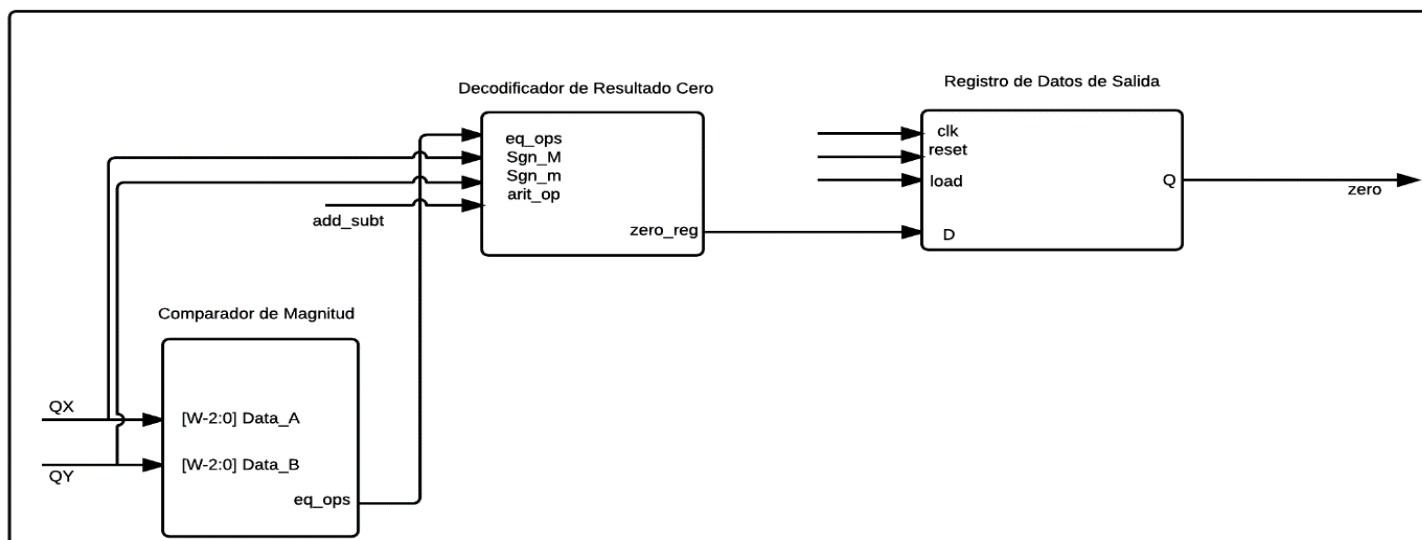 Registro de Datos de Salida
Decodificador de Resultado Cero
clk
reset
load
Q
D
zero
eq_ops
Sgn_M
Sgn_m
arit_op
add_subt
zero_reg
Comparador de Magnitud
QX
[W-2:0] Data_A
QY
[W-2:0] Data_B
eq_ops